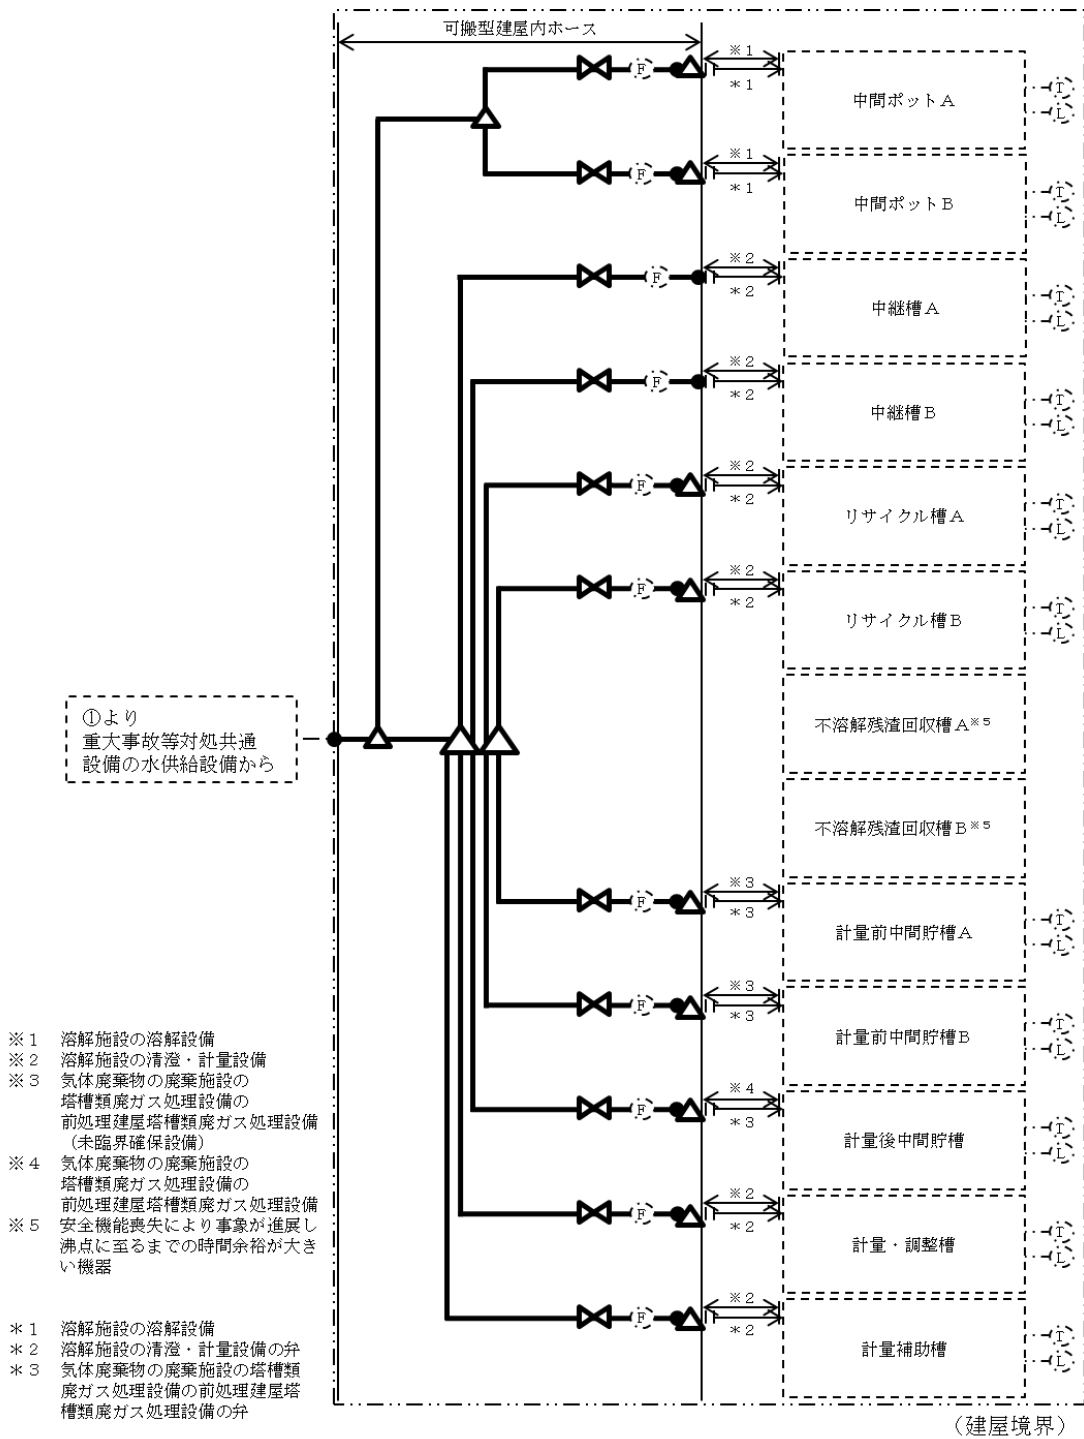 可搬型建屋内ホース
※1
＊1
F
中間ポットA
T
L
※1
＊1
F
中間ポットB
T
L
※2
＊2
F
中継槽A
T
L
※2
＊2
F
中継槽B
T
L
※2
＊2
F
リサイクル槽A
T
L
※2
＊2
F
リサイクル槽B
T
L
①より
重大事故等対処共通
設備の水供給設備から
不溶解残渣回収槽A※5
不溶解残渣回収槽B※5
※3
＊3
F
計量前中間貯槽A
T
L
※3
＊3
F
計量前中間貯槽B
T
L
※4
＊3
F
計量後中間貯槽
T
L
※2
＊2
F
計量・調整槽
T
L
※2
＊2
F
計量補助槽
T
L
※1 溶解施設の溶解設備
※2 溶解施設の清澄・計量設備
※3 気体廃棄物の廃棄施設の
塔槽類廃ガス処理設備の
前処理建屋塔槽類廃ガス処理設備
（未臨界確保設備）
※4 気体廃棄物の廃棄施設の
塔槽類廃ガス処理設備の
前処理建屋塔槽類廃ガス処理設備
※5 安全機能喪失により事象が進展し
沸点に至るまでの時間余裕が大き
い機器
＊1 溶解施設の溶解設備
＊2 溶解施設の清澄・計量設備の弁
＊3 気体廃棄物の廃棄施設の塔槽類
廃ガス処理設備の前処理建屋塔
槽類廃ガス処理設備の弁
（建屋境界）